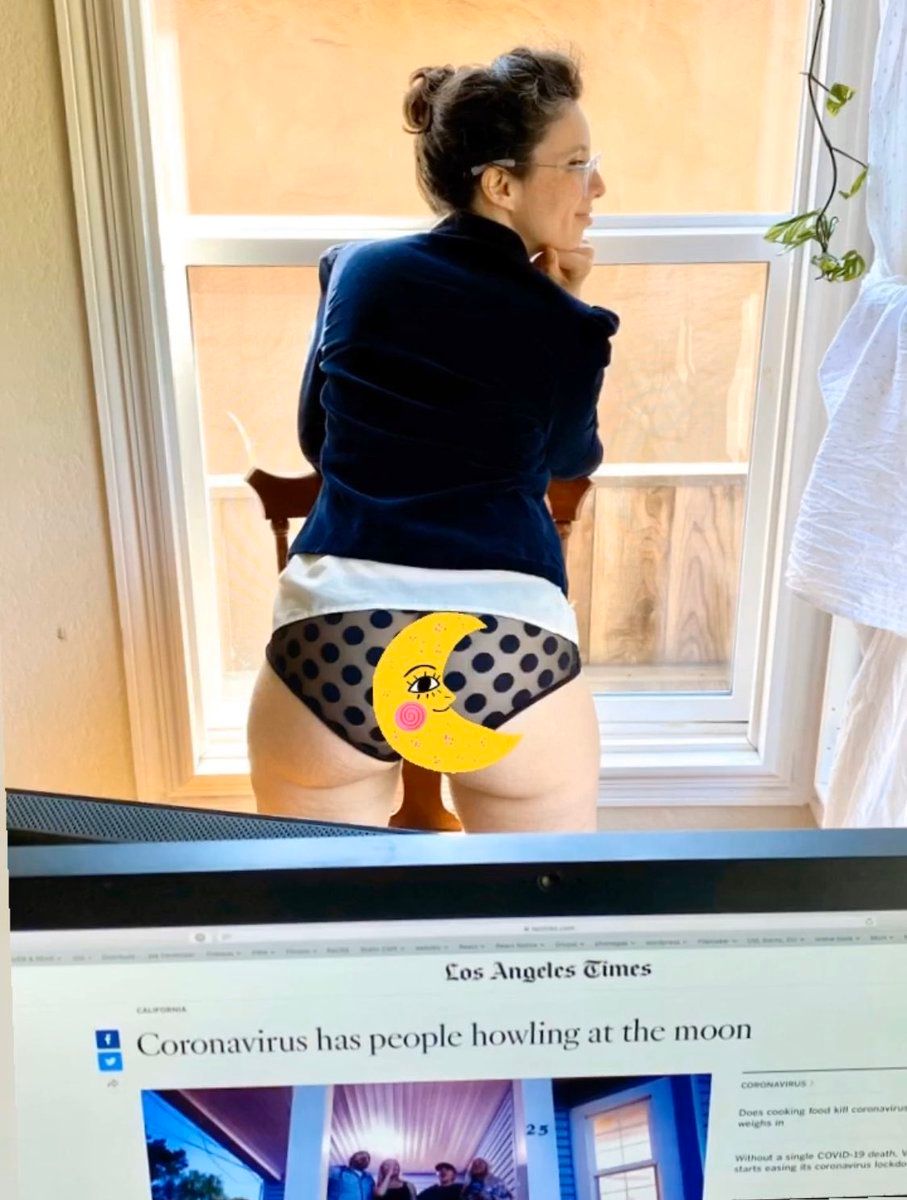 Los Angeles Times
CALIFORNIA
Coronavirus has people howling at the moon
25
CORONAVIRUS
Does cooking food kill coronavirus
weighs in
Without a single COVID-19 death, V
starts easing its coronavirus lockdo